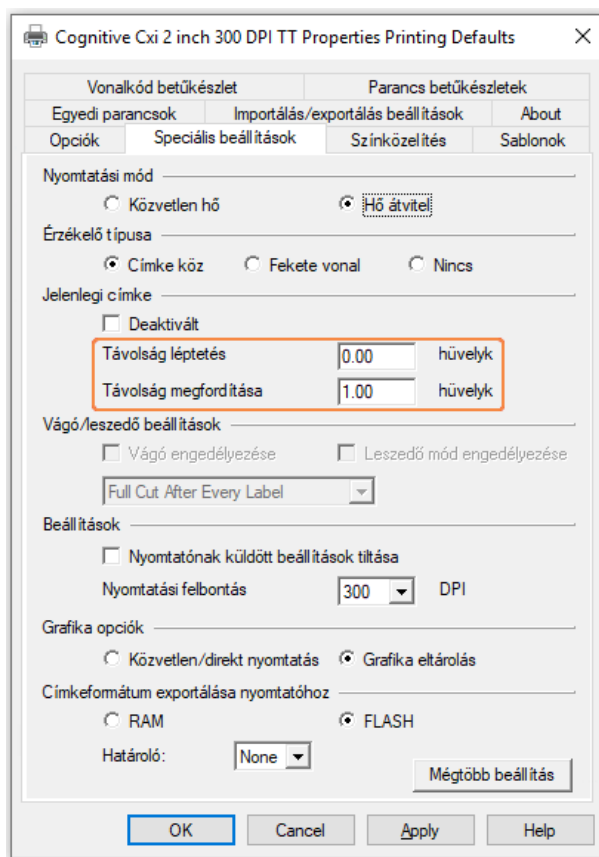 Cognitive Cxi 2 inch 300 DPI TT Properties Printing Defaults
Vonalkód betűkészlet Parancs betűkészletek
Egyedi parancsok Importálás/exportálás beállítások About
Opciók Speciális beállítások Színközelítés Sablonok
Nyomtatási mód
Közvetlen hő Hő átvitel
Érzékelő típusa
Címke köz Fekete vonal Nincs
Jelenlegi címke
Deaktivált
Távolság léptetés 0.00 hüvelyk
Távolság megfordítása 1.00 hüvelyk
Vágó/leszedő beállítások
Vágó engedélyezése Leszedő mód engedélyezése
Full Cut After Every Label
Beállítások
Nyomtatónak küldött beállítások tiltása
Nyomtatási felbontás 300 DPI
Grafika opciók
Közvetlen/direkt nyomtatás Grafika eltárolás
Címkeformátum exportálása nyomtatóhoz
RAM FLASH
Határoló: None
Mégtöbb beállítás
OK Cancel Apply Help